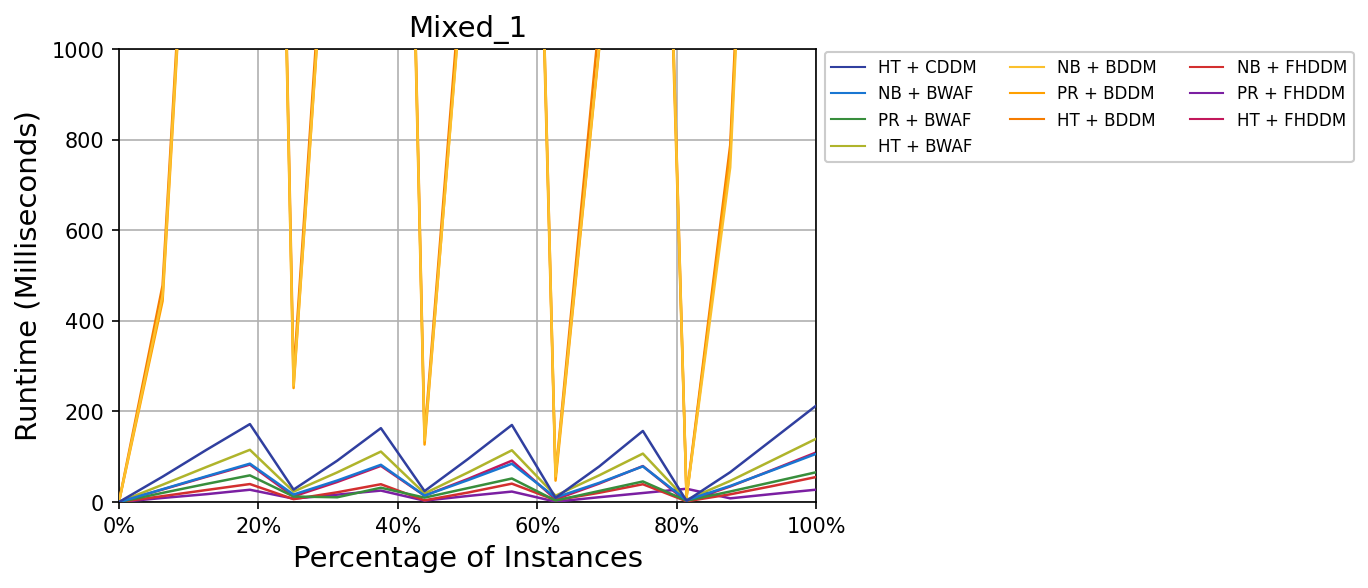 Mixed_1
Runtime (Milliseconds)
1000
800
600
400
200
0
0%
20%
40%
60%
80%
100%
Percentage of Instances
HT + CDDM
NB + BWAF
PR + BWAF
HT + BWAF
NB + BDDM
PR + BDDM
HT + BDDM
NB + FHDDM
PR + FHDDM
HT + FHDDM